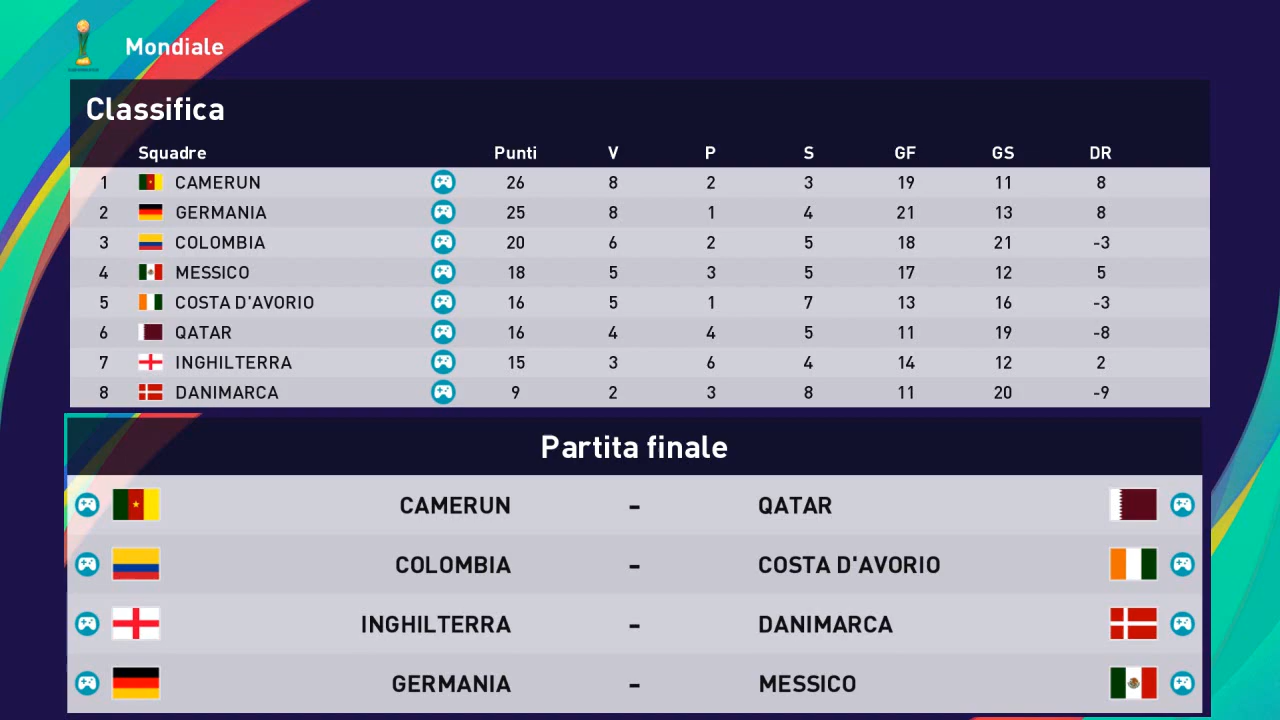 Mondiale
Classifica
Squadre Punti V P S GF GS DR
1 CAMERUN 26 8 2 3 19 11 8
2 GERMANIA 25 8 1 4 21 13 8
3 COLOMBIA 20 6 2 5 18 21 -3
4 MESSICO 18 5 3 5 17 12 5
5 COSTA D'AVORIO 16 5 1 7 13 16 -3
6 QATAR 16 4 4 5 11 19 -8
7 INGHILTERRA 15 3 6 4 14 12 2
8 DANIMARCA 9 2 3 8 11 20 -9
Partita finale
CAMERUN - QATAR
COLOMBIA - COSTA D'AVORIO
INGHILTERRA - DANIMARCA
GERMANIA - MESSICO